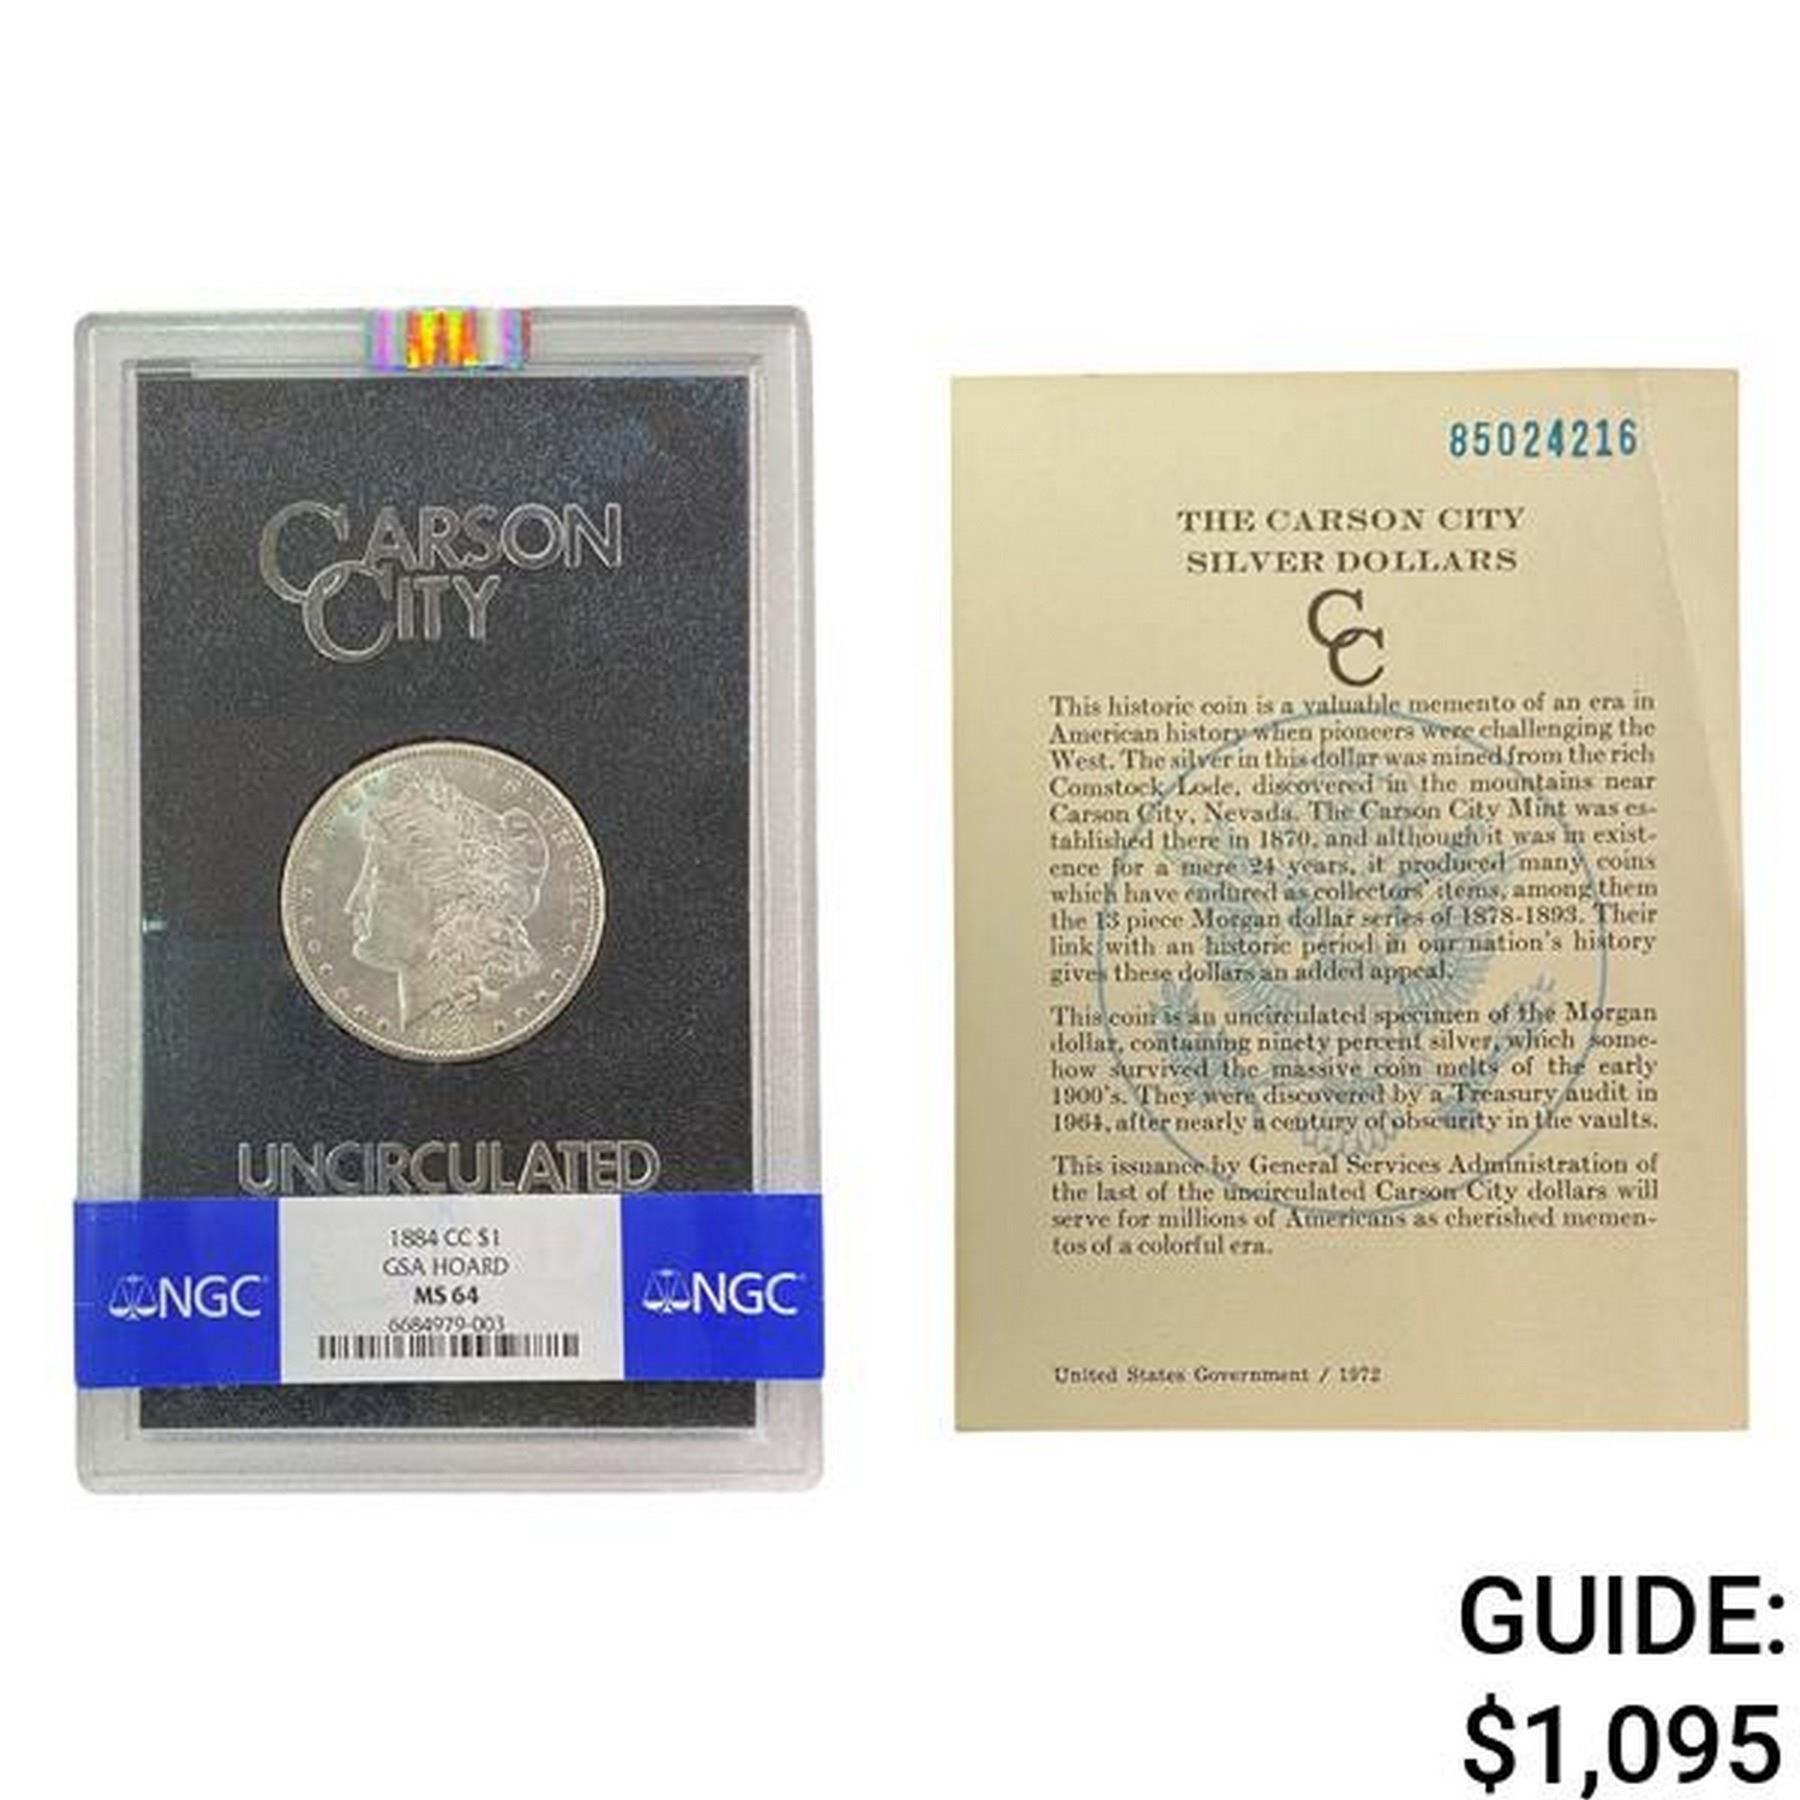 CARSON
CITY
UNCIRCULATED
NGC
1884 CC $1
GSA HOARD
MS 64
6684979-003
NGC
85024216
THE CARSON CITY
SILVER DOLLARS
CC
This historic coin is a valuable memento of an era in
American history when pioneers were challenging the
West. The silver in this dollar was mined from the rich
Comstock Lode, discovered in the mountains near
Carson City, Nevada. The Carson City Mint was es-
tablished there in 1870, and although it was in exist-
ence for a mere 24 years, it produced many coins
which have endured as collectors' items, among them
the 13 piece Morgan dollar series of 1878-1893. Their
link with an historic period in our nation's history
gives these dollars an added appeal.
This coin is an uncirculated specimen of the Morgan
dollar, containing ninety percent silver, which some-
how survived the massive coin melts of the early
1900's. They were discovered by a Treasury audit in
1964, after nearly a century of obscurity in the vaults.
This issuance by General Services Administration of
the last of the uncirculated Carson City dollars will
serve for millions of Americans as cherished memen-
tos of a colorful era.
United States Government / 1972
GUIDE:
$1,095